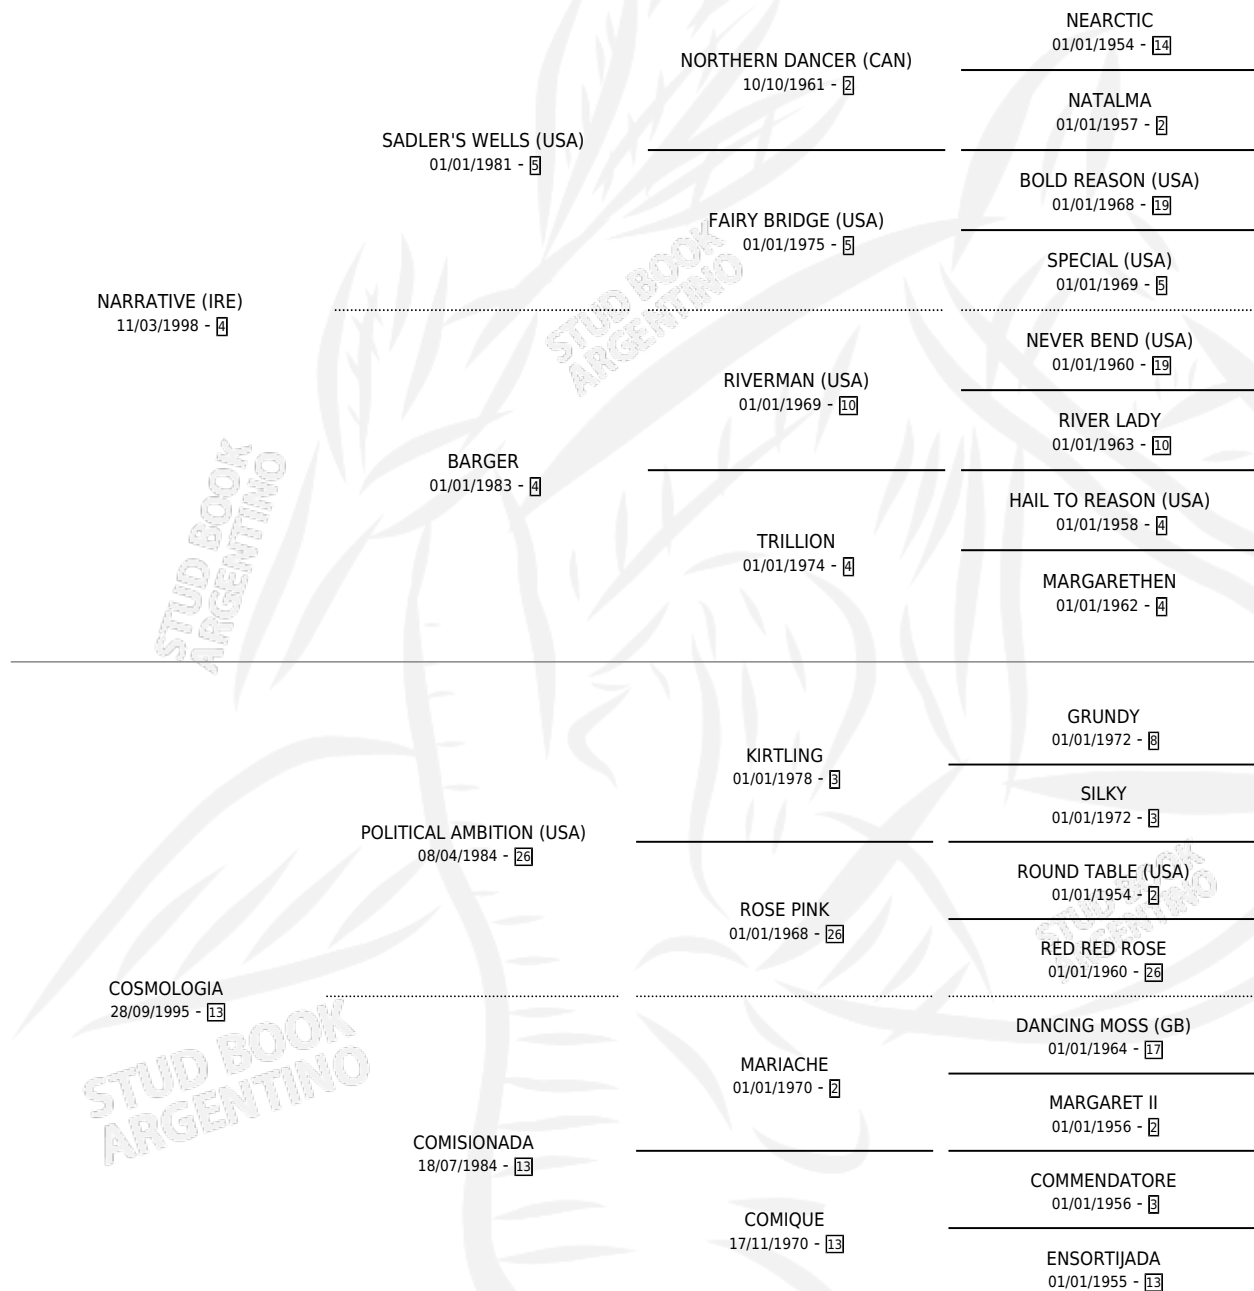 NARRATIVE (IRE)
11/03/1998 - 4
SADLER'S WELLS (USA)
01/01/1981 - 5
BARGER
01/01/1983 - 4
NORTHERN DANCER (CAN)
10/10/1961 - 2
FAIRY BRIDGE (USA)
01/01/1975 - 5
RIVERMAN (USA)
01/01/1969 - 10
TRILLION
01/01/1974 - 4
NEARCTIC
01/01/1954 - 14
NATALMA
01/01/1957 - 2
BOLD REASON (USA)
01/01/1968 - 19
SPECIAL (USA)
01/01/1969 - 5
NEVER BEND (USA)
01/01/1960 - 19
RIVER LADY
01/01/1963 - 10
HAIL TO REASON (USA)
01/01/1958 - 4
MARGARETHEN
01/01/1962 - 4
COSMOLOGIA
28/09/1995 - 13
POLITICAL AMBITION (USA)
08/04/1984 - 26
COMISIONADA
18/07/1984 - 13
KIRTLING
01/01/1978 - 3
ROSE PINK
01/01/1968 - 26
MARIACHE
01/01/1970 - 2
COMIQUE
17/11/1970 - 13
GRUNDY
01/01/1972 - 8
SILKY
01/01/1972 - 3
ROUND TABLE (USA)
01/01/1954 - 2
RED RED ROSE
01/01/1960 - 26
DANCING MOSS (GB)
01/01/1964 - 17
MARGARET II
01/01/1956 - 2
COMMENDATORE
01/01/1956 - 3
ENSORTIJADA
01/01/1955 - 13
STUD BOOK
ARGENTINO
STUD BOOK
ARGENTINO
STUD BOOK
ARGENTINO
STUD BOOK
ARGENTINO